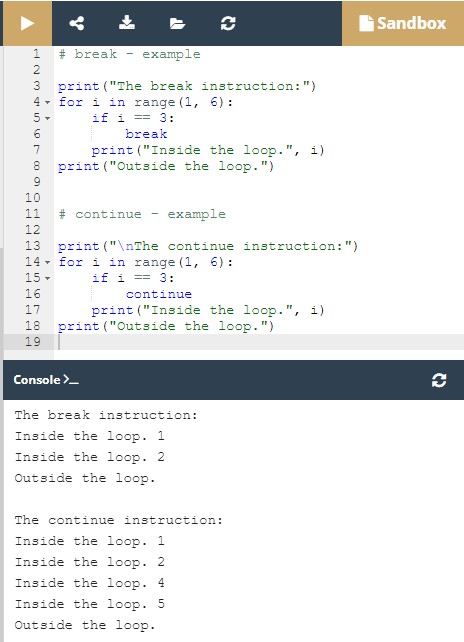 Sandbox
1 # break - example
2
3 print("The break instruction:")
4 for i in range(1, 6):
5     if i == 3:
6         break
7     print("Inside the loop.", i)
8 print("Outside the loop.")
9
10
11 # continue - example
12
13 print("\nThe continue instruction:")
14 for i in range(1, 6):
15     if i == 3:
16         continue
17     print("Inside the loop.", i)
18 print("Outside the loop.")
19
Console >_
The break instruction:
Inside the loop. 1
Inside the loop. 2
Outside the loop.

The continue instruction:
Inside the loop. 1
Inside the loop. 2
Inside the loop. 4
Inside the loop. 5
Outside the loop.